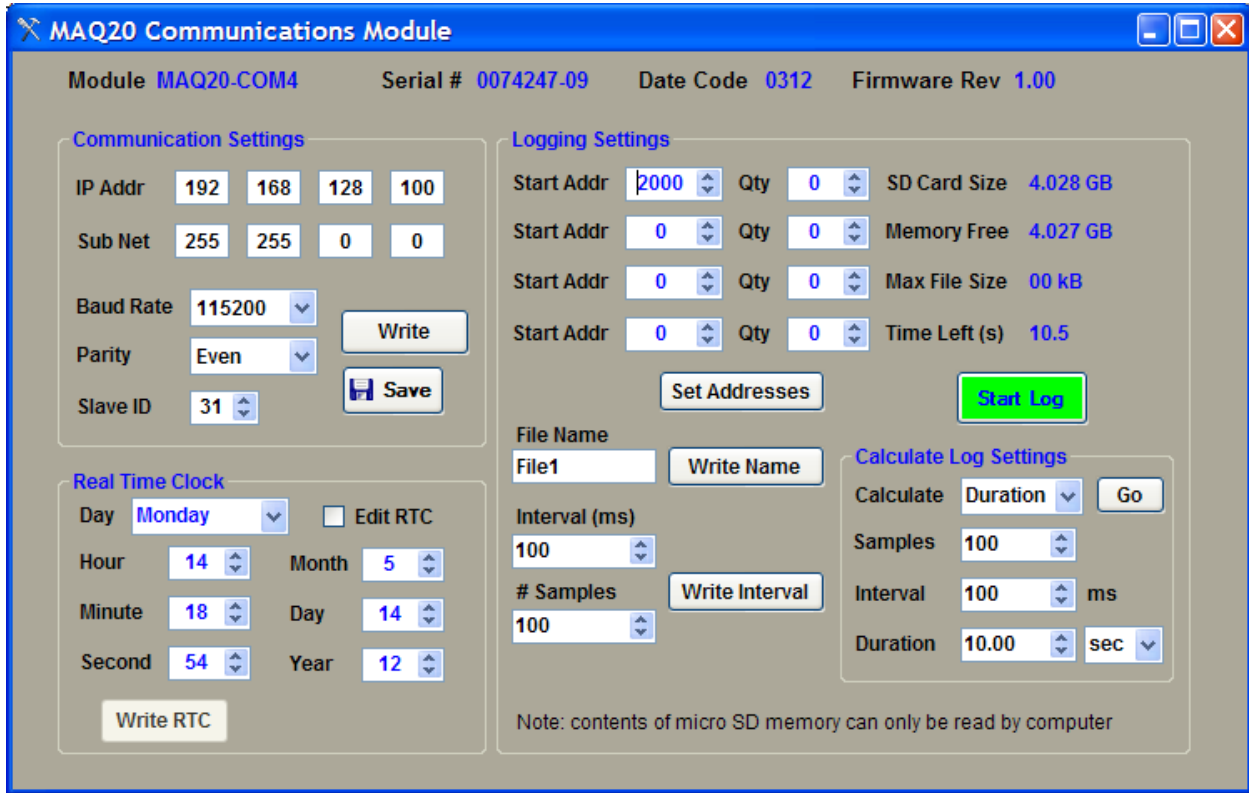 MAQ20 Communications Module
Module MAQ20-COM4 Serial # 0074247-09 Date Code 0312 Firmware Rev 1.00
Communication Settings
IP Addr 192 168 128 100
Sub Net 255 255 0 0
Baud Rate 115200
Parity Even
Slave ID 31
Write
Save
Real Time Clock
Day Monday Edit RTC
Hour 14 Month 5
Minute 18 Day 14
Second 54 Year 12
Write RTC
Logging Settings
Start Addr 2000 Qty 0 SD Card Size 4.028 GB
Start Addr 0 Qty 0 Memory Free 4.027 GB
Start Addr 0 Qty 0 Max File Size 00 kB
Start Addr 0 Qty 0 Time Left (s) 10.5
Set Addresses Start Log
File Name
File1 Write Name
Interval (ms)
100
# Samples Write Interval
100
Calculate Log Settings
Calculate Duration Go
Samples 100
Interval 100 ms
Duration 10.00 sec
Note: contents of micro SD memory can only be read by computer